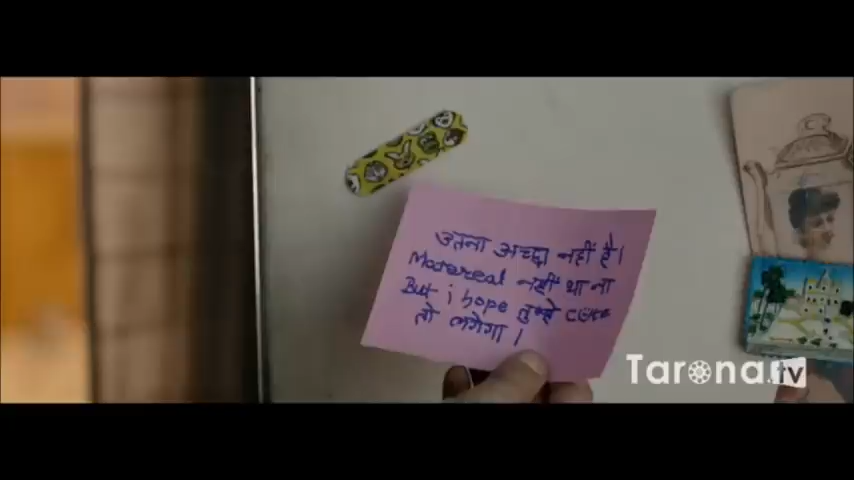 उतना अच्छा नहीं है।
Matereal नहीं था ना
But i hope तुम्हे cute
तो लगेगा।
Tarona.tv